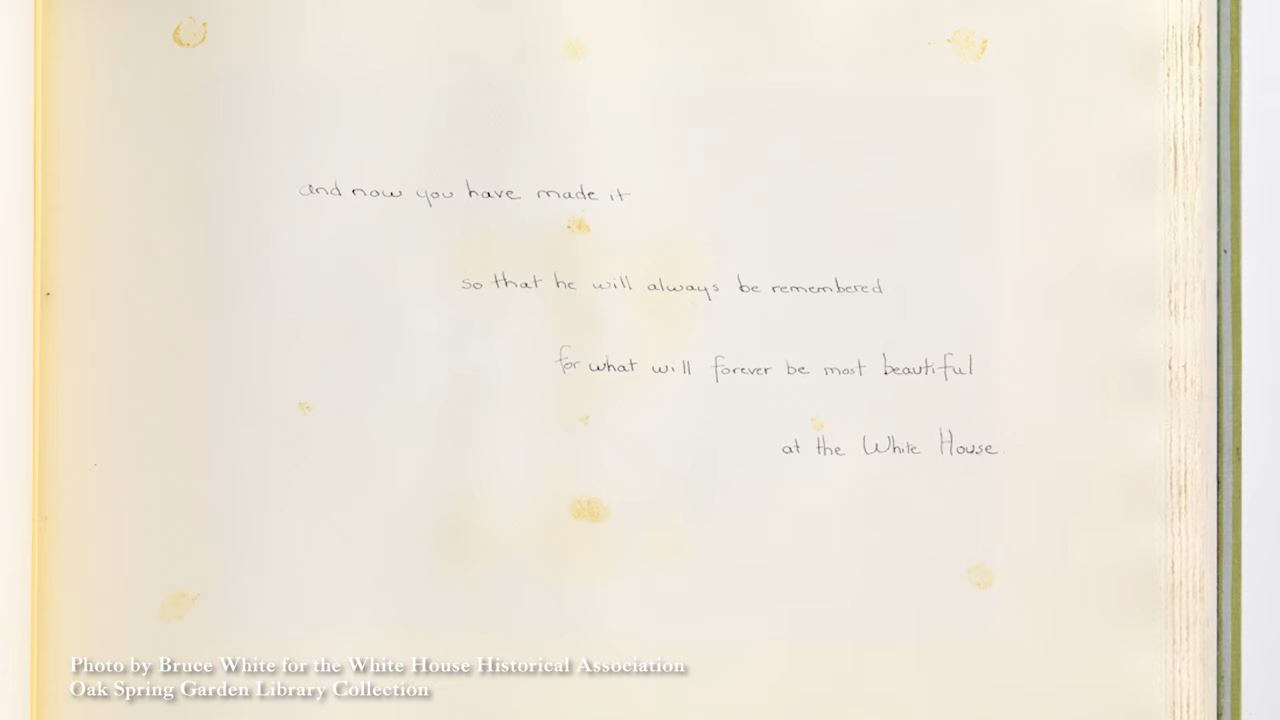 and now you have made it
so that he will always be remembered
for what will forever be most beautiful
at the White House.
Photo by Bruce White for the White House Historical Association
Oak Spring Garden Library Collection